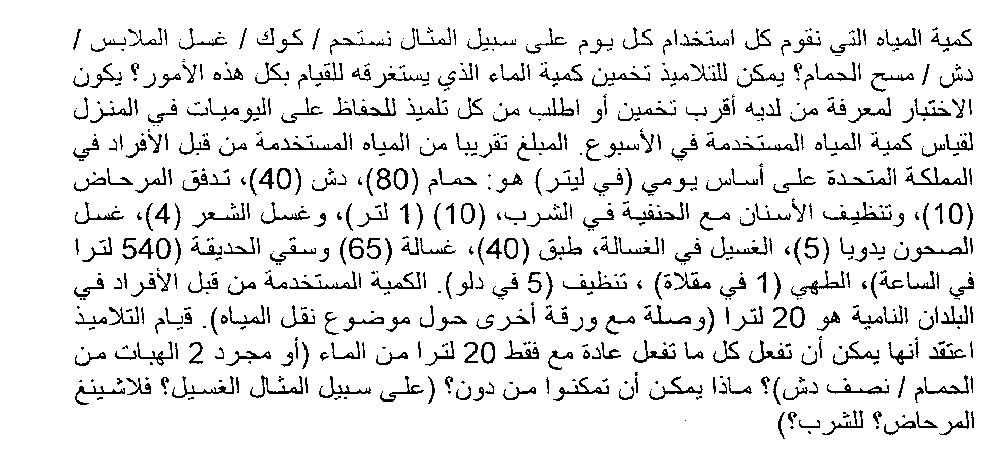 كمية المياه التي نقوم كل استخدام كل يوم على سبيل المثال نستحم / كوك / غسل الملابس /
دش / مسح الحمام؟ يمكن للتلاميذ تخمين كمية الماء الذي يستغرقه للقيام بكل هذه الأمور؟ يكون
الاختبار لمعرفة من لديه أقرب تخمين أو اطلب من كل تلميذ للحفاظ على اليوميات في المنزل
لقياس كمية المياه المستخدمة في الأسبوع. المبلغ تقريبا من المياه المستخدمة من قبل الأفراد في
المملكة المتحدة على أساس يومي (في ليتر) هو: حمام (80)، دش (40)، تدفق المرحاض
(10)، وتنظيف الأسنان مع الحنفية في الشرب، (10) (1 لتر)، وغسل الشعر (4)، غسل
الصحون يدويا (5)، الغسيل في الغسالة، طبق (40)، غسالة (65) وسقي الحديقة (540 لترا
في الساعة)، الطهي (1 في مقلاة) ، تنظيف (5 في دلو). الكمية المستخدمة من قبل الأفراد في
البلدان النامية هو 20 لترا (وصلة مع ورقة أخرى حول موضوع نقل المياه). قيام التلاميذ
اعتقد أنها يمكن أن تفعل كل ما تفعل عادة مع فقط 20 لترا من الماء (أو مجرد 2 الهبات من
الحمام / نصف دش)؟ ماذا يمكن أن تمكنوا من دون؟ (على سبيل المثال الغسيل؟ فلاشينغ
المرحاض؟ للشرب؟)